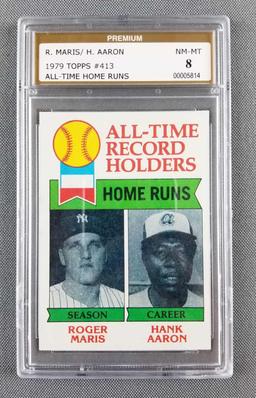 PREMIUM
R. MARIS/ H. AARON NM-MT
1979 TOPPS #413 8
ALL-TIME HOME RUNS 00005814
ALL-TIME
RECORD
HOLDERS
HOME RUNS
SEASON CAREER
ROGER HANK
MARIS AARON